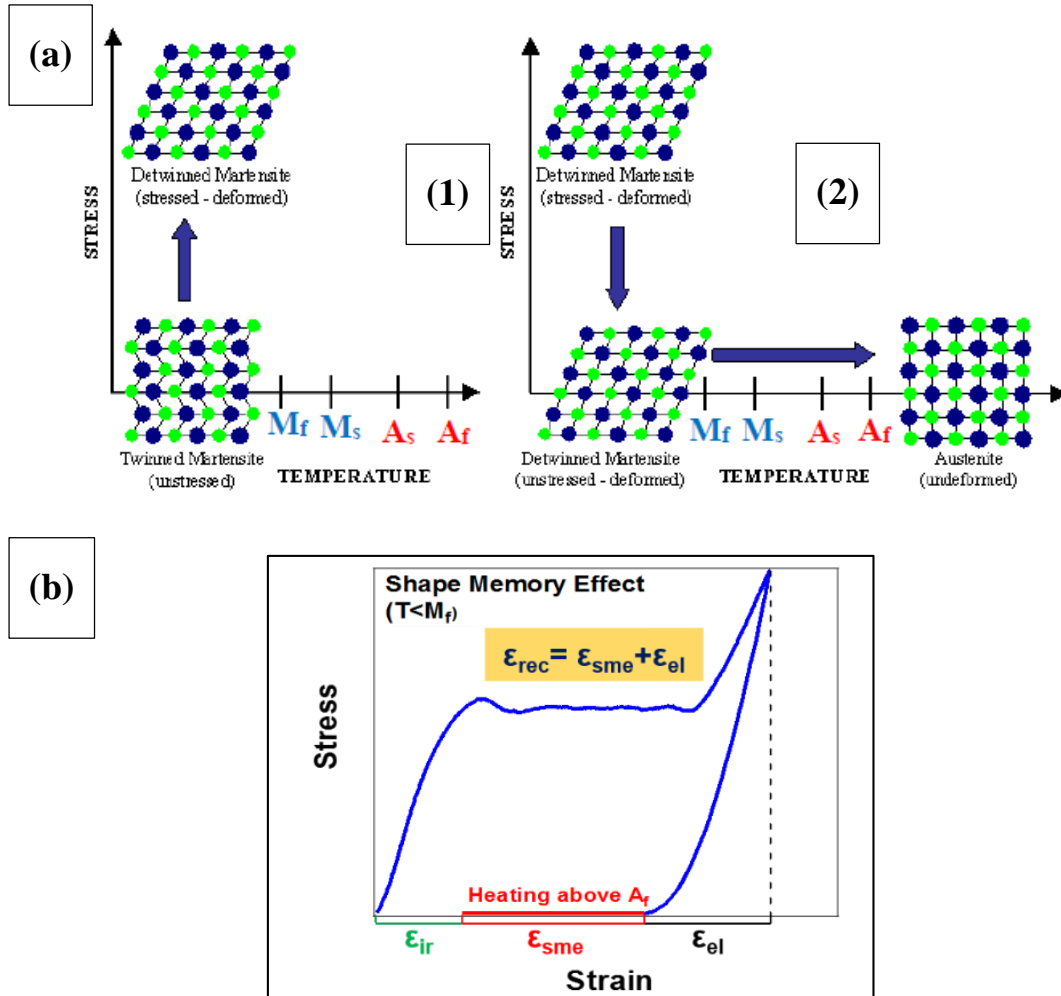 (a)
STRESS
Detwinned Martensite
(stressed - deformed)
Twinned Martensite
(unstressed)
Mf
Ms
As
Af
TEMPERATURE
(1)
STRESS
Detwinned Martensite
(stressed - deformed)
(2)
Detwinned Martensite
(unstressed - deformed)
Mf
Ms
As
Af
TEMPERATURE
Austenite
(undeformed)
(b)
Shape Memory Effect
(T<Mf)
εrec= εsme+εel
Stress
Heating above Af
εir
εsme
εel
Strain